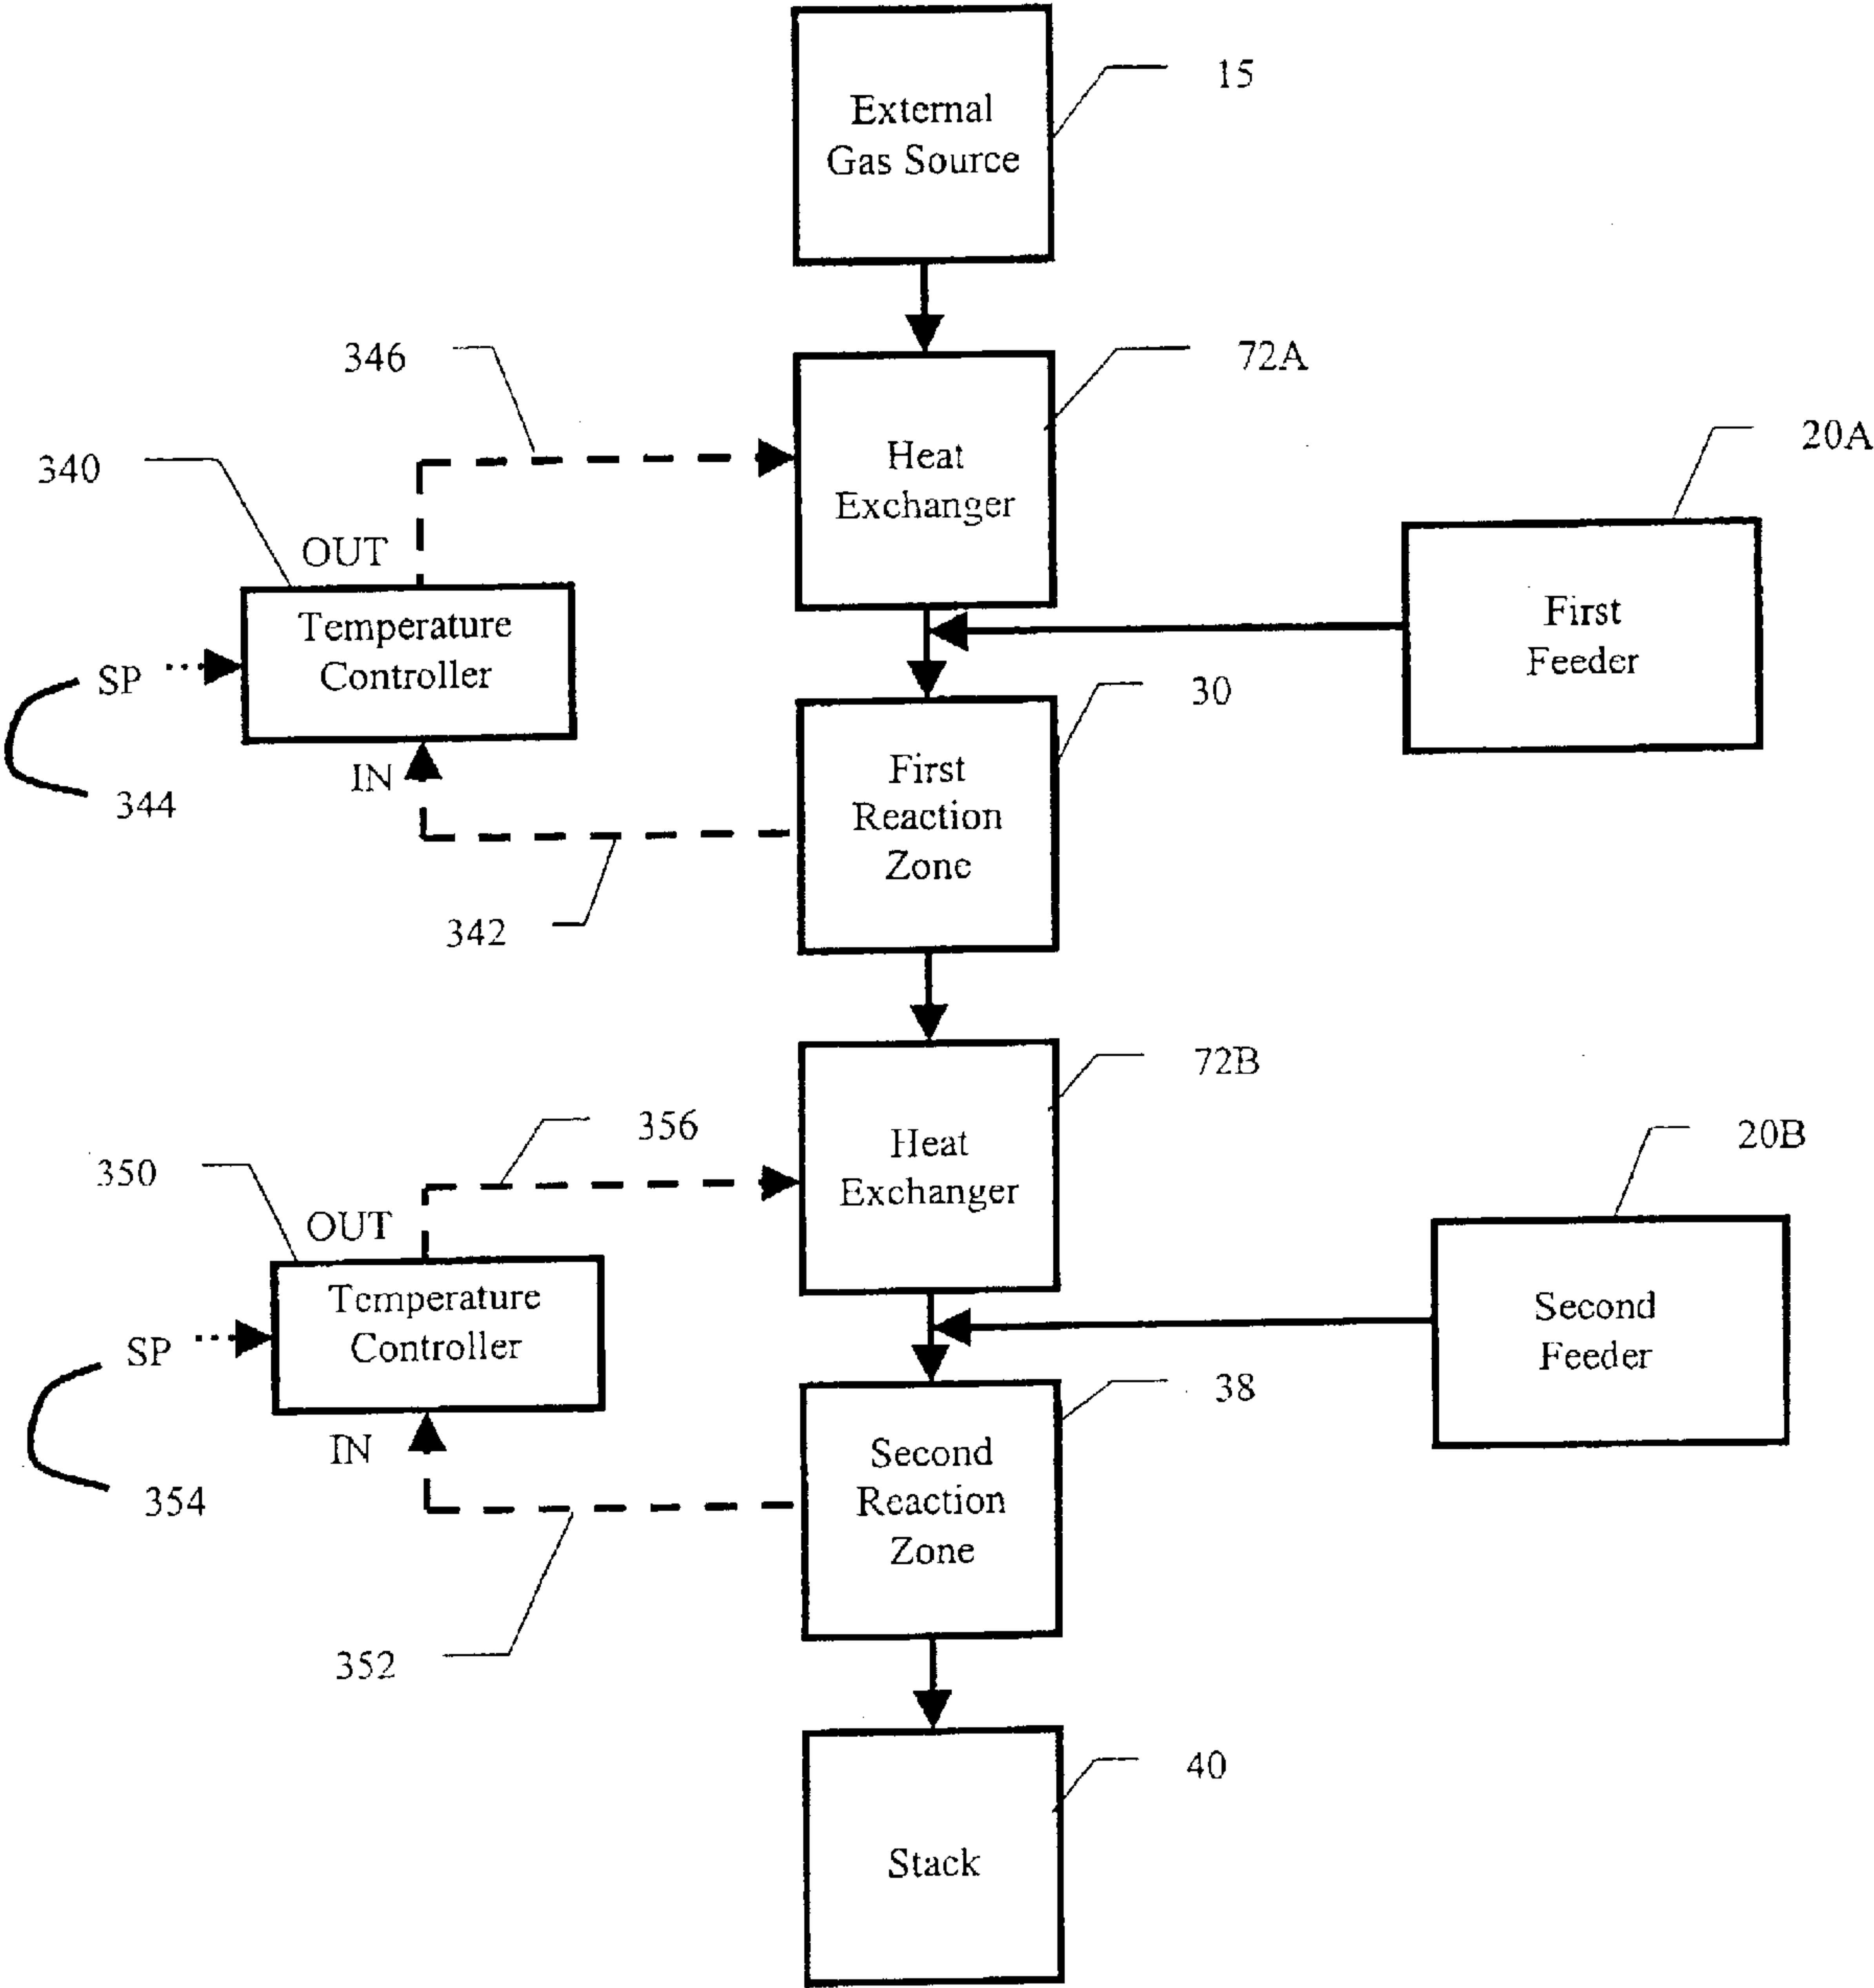 External
Gas Source
15
346
72A
Heat
Exchanger
20A
340
OUT
Temperature
Controller
First
Feeder
SP
30
IN
344
First
Reaction
Zone
342
72B
356
Heat
Exchanger
20B
350
OUT
Temperature
Controller
Second
Feeder
SP
38
IN
354
Second
Reaction
Zone
352
40
Stack